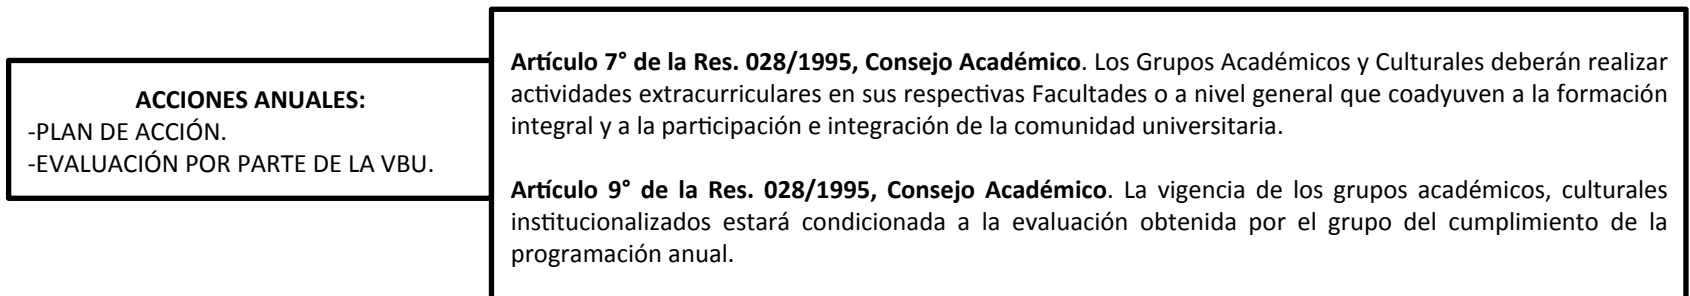 ACCIONES ANUALES:
-PLAN DE ACCIÓN.
-EVALUACIÓN POR PARTE DE LA VBU.
Artículo 7° de la Res. 028/1995, Consejo Académico. Los Grupos Académicos y Culturales deberán realizar
actividades extracurriculares en sus respectivas Facultades o a nivel general que coadyuven a la formación
integral y a la participación e integración de la comunidad universitaria.
Artículo 9° de la Res. 028/1995, Consejo Académico. La vigencia de los grupos académicos, culturales
institucionalizados estará condicionada a la evaluación obtenida por el grupo del cumplimiento de la
programación anual.